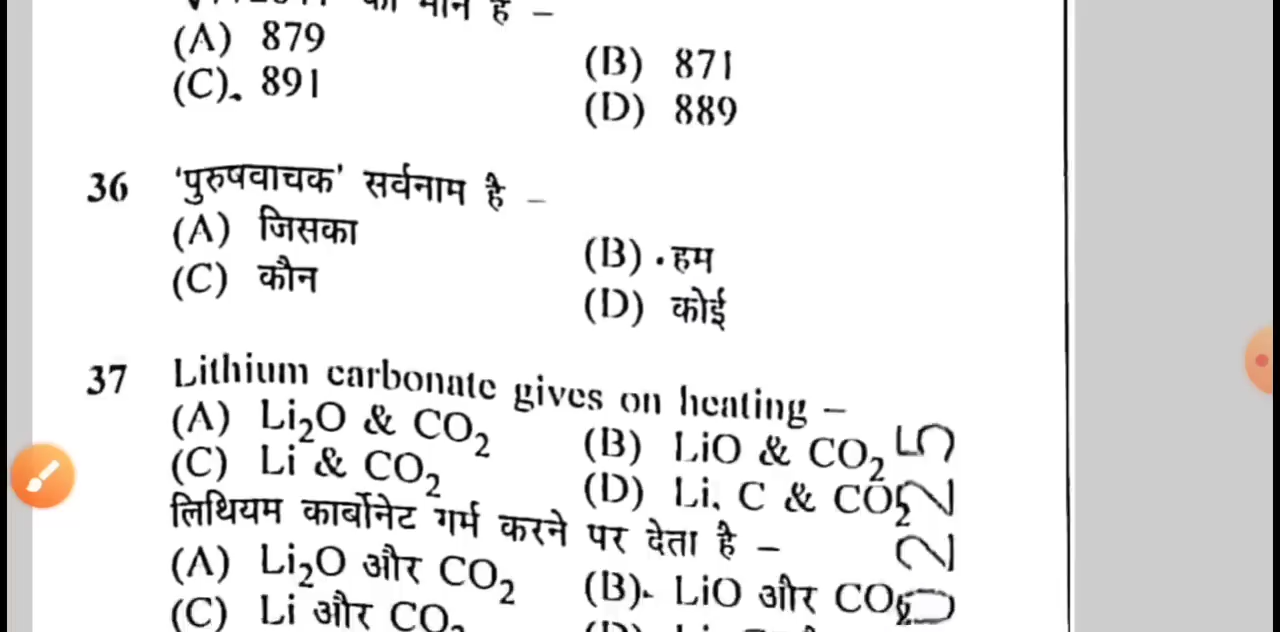 का मान है –
(A) 879 (B) 871
(C). 891 (D) 889
36 'पुरुषवाचक' सर्वनाम है –
(A) जिसका (B) . हम
(C) कौन (D) कोई
37 Lithium carbonate gives on heating –
(A) Li₂O & CO₂ (B) LiO & CO₂
(C) Li & CO₂ (D) Li, C & CO₂
लिथियम कार्बोनेट गर्म करने पर देता है –
(A) Li₂O और CO₂ (B). LiO और CO₂
(C) Li और CO₂